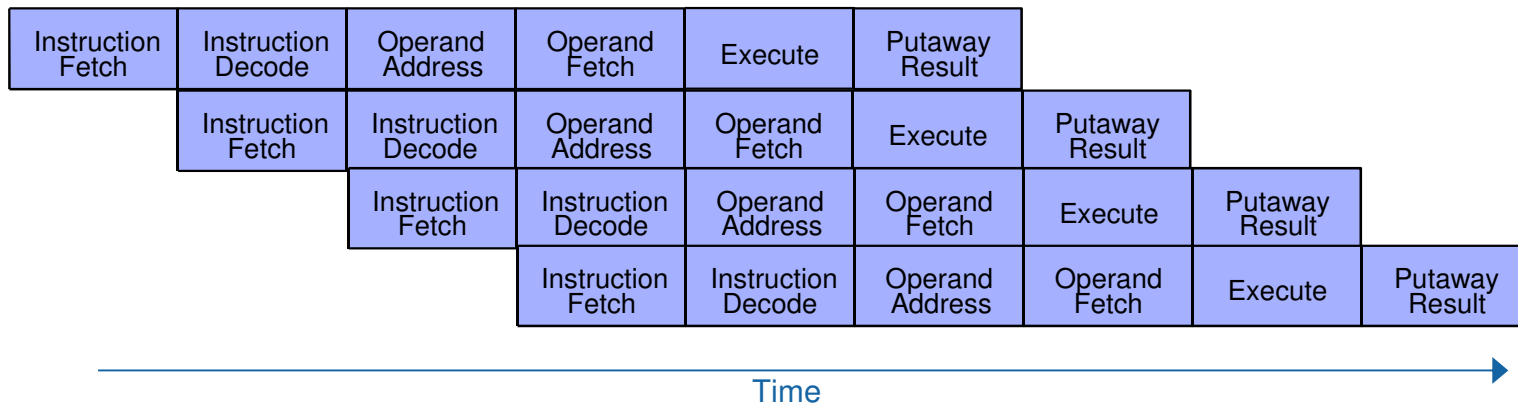 Instruction
Fetch
Instruction
Decode
Operand
Address
Operand
Fetch
Execute
Putaway
Result
Instruction
Fetch
Instruction
Decode
Operand
Address
Operand
Fetch
Execute
Putaway
Result
Instruction
Fetch
Instruction
Decode
Operand
Address
Operand
Fetch
Execute
Putaway
Result
Instruction
Fetch
Instruction
Decode
Operand
Address
Operand
Fetch
Execute
Putaway
Result
Time